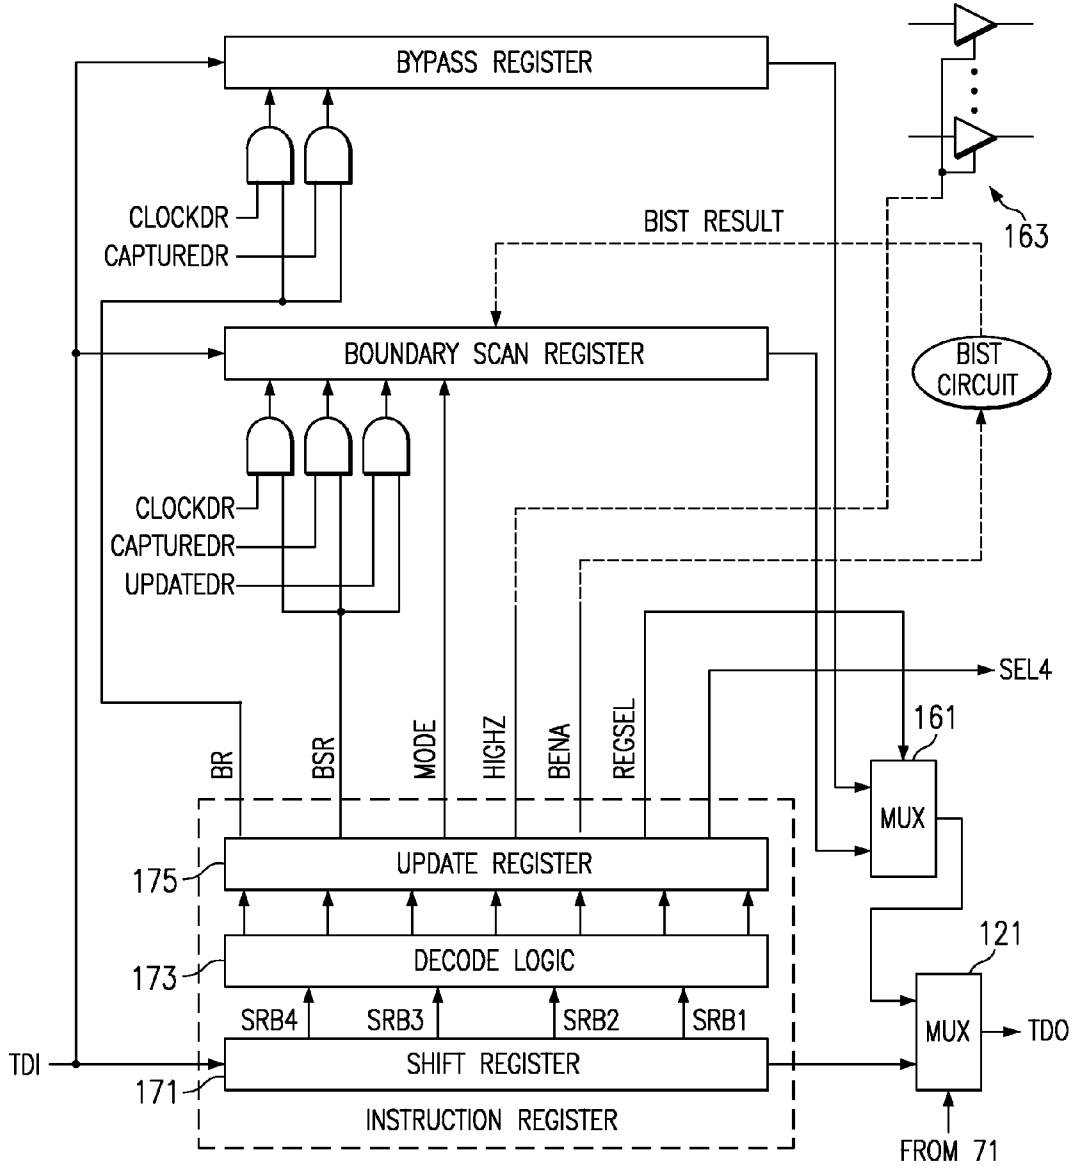 BYPASS REGISTER
CLOCKDR
CAPTUREDR
BIST RESULT
163
BOUNDARY SCAN REGISTER
BIST
CIRCUIT
CLOCKDR
CAPTUREDR
UPDATEDR
SEL4
BR
BSR
MODE
HIGHZ
BENA
REGSEL
161
MUX
UPDATE REGISTER
175
DECODE LOGIC
173
121
SRB4
SRB3
SRB2
SRB1
MUX
TDO
TDI
SHIFT REGISTER
171
INSTRUCTION REGISTER
FROM 71